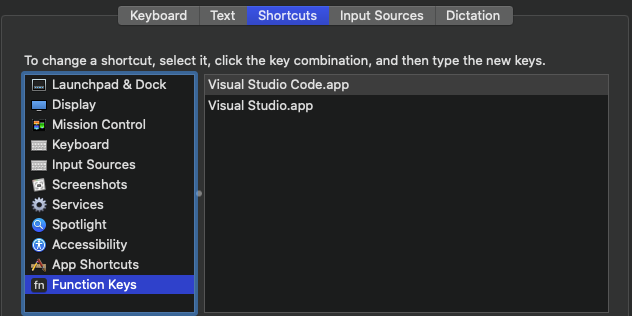 Keyboard Text Shortcuts Input Sources Dictation
To change a shortcut, select it, click the key combination, and then type the new keys.
Launchpad & Dock
Display
Mission Control
Keyboard
Input Sources
Screenshots
Services
Spotlight
Accessibility
App Shortcuts
fn Function Keys
Visual Studio Code.app
Visual Studio.app